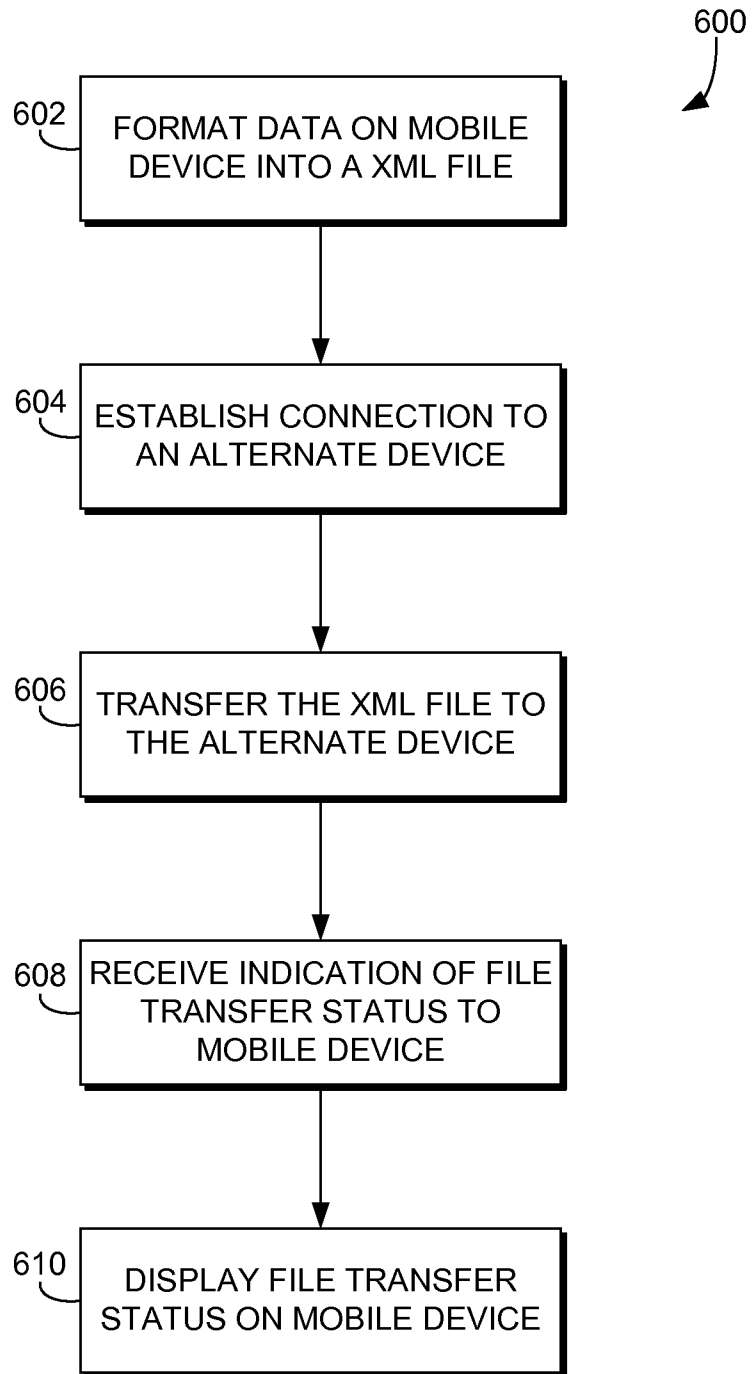 600
602
FORMAT DATA ON MOBILE
DEVICE INTO A XML FILE
604
ESTABLISH CONNECTION TO
AN ALTERNATE DEVICE
606
TRANSFER THE XML FILE TO
THE ALTERNATE DEVICE
608
RECEIVE INDICATION OF FILE
TRANSFER STATUS TO
MOBILE DEVICE
610
DISPLAY FILE TRANSFER
STATUS ON MOBILE DEVICE